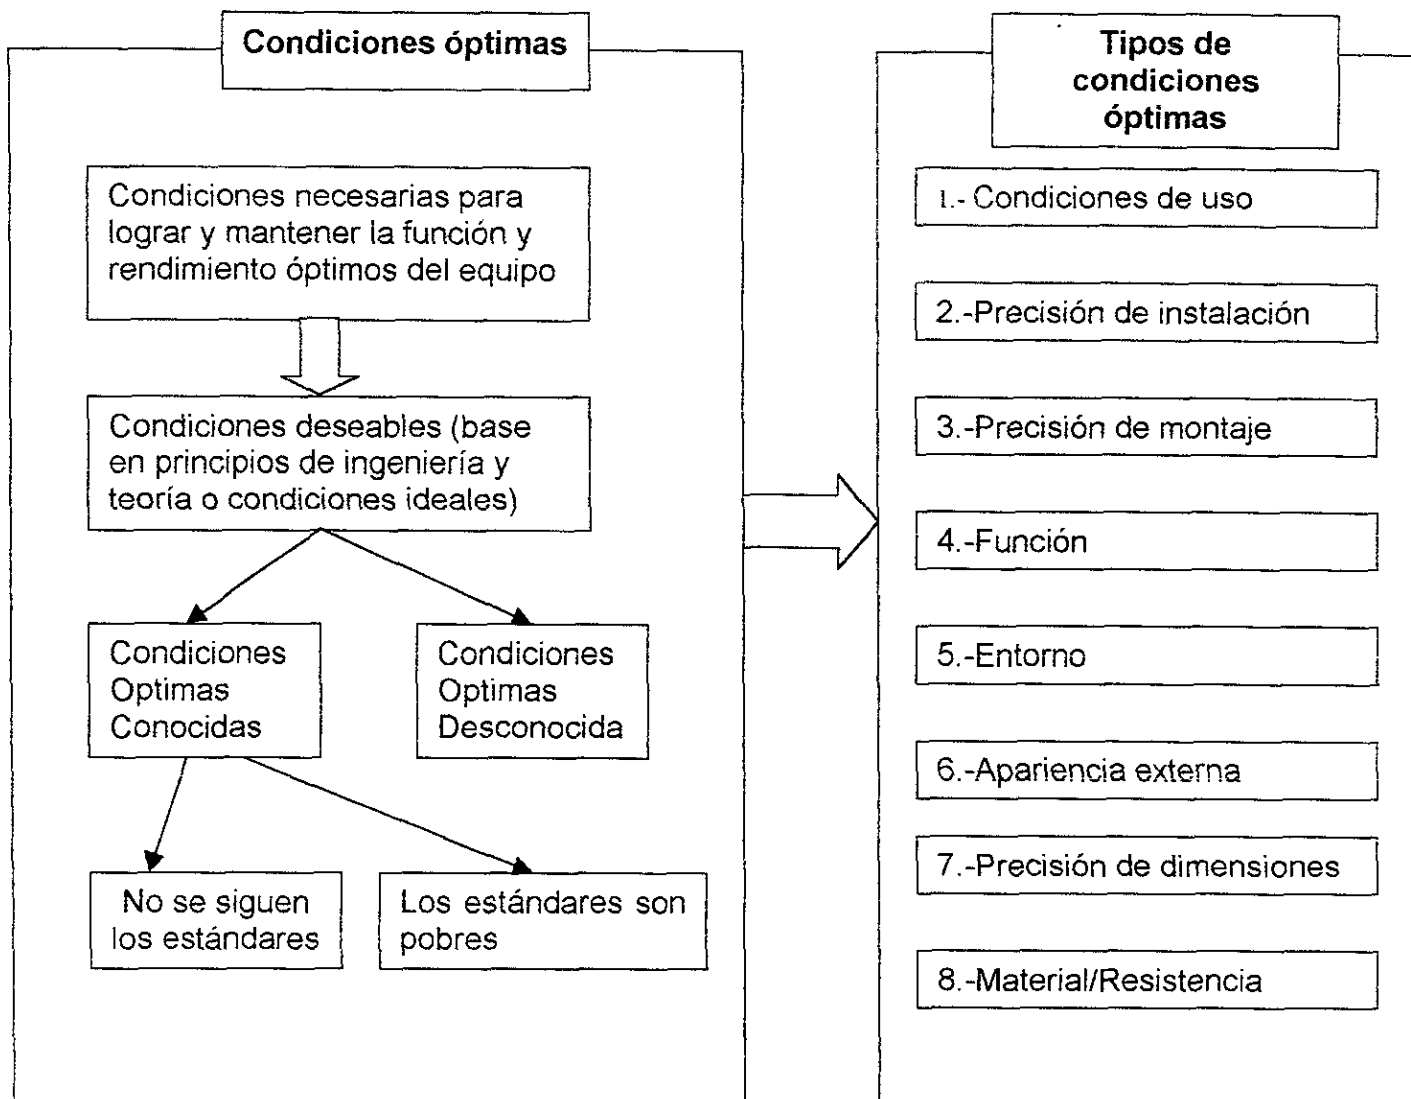 Condiciones óptimas
Condiciones necesarias para
lograr y mantener la función y
rendimiento óptimos del equipo
Condiciones deseables (base
en principios de ingeniería y
teoría o condiciones ideales)
Condiciones
Optimas
Conocidas
Condiciones
Optimas
Desconocida
No se siguen
los estándares
Los estándares son
pobres
Tipos de
condiciones
óptimas
1.- Condiciones de uso
2.-Precisión de instalación
3.-Precisión de montaje
4.-Función
5.-Entorno
6.-Apariencia externa
7.-Precisión de dimensiones
8.-Material/Resistencia